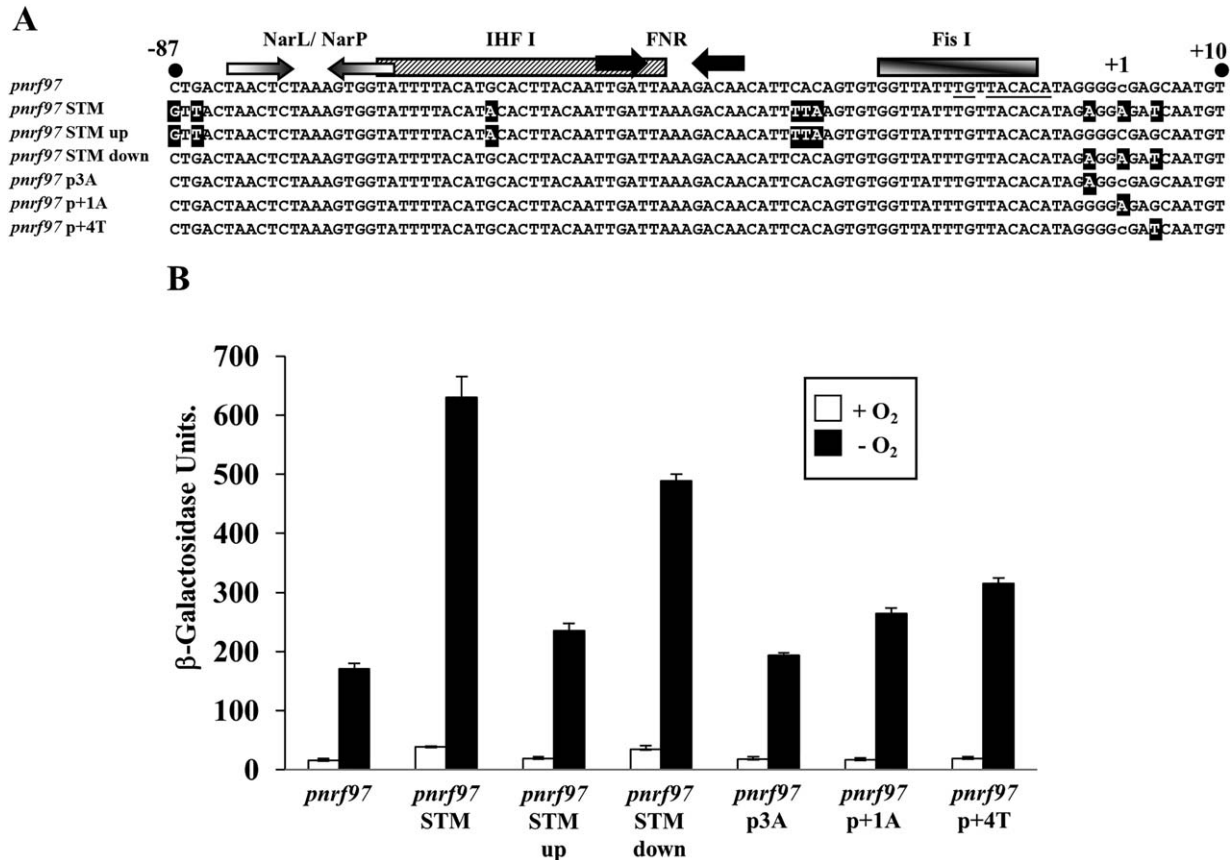 A
-87 NarL/ NarP IHF I FNR Fis I +1 +10
pnrf97 CTGACTAACTCTAAAGTGGTATTTTACATGCACTTACAATTGATTAAAGACAACATTCACAGTGTGGTTATTTGTTACACATAGGGGcGAGCAATGT
pnrf97 STM GTTACTAACTCTAAAGTGGTATTTTACATACACTTACAATTGATTAAAGACAACATTTTAAGTGTGGTTATTTGTTACACATAGAGGAGATCAATGT
pnrf97 STM up GTTACTAACTCTAAAGTGGTATTTTACATACACTTACAATTGATTAAAGACAACATTTTAAGTGTGGTTATTTGTTACACATAGGGGCGAGCAATGT
pnrf97 STM down CTGACTAACTCTAAAGTGGTATTTTACATGCACTTACAATTGATTAAAGACAACATTCACAGTGTGGTTATTTGTTACACATAGAGGAGATCAATGT
pnrf97 p3A CTGACTAACTCTAAAGTGGTATTTTACATGCACTTACAATTGATTAAAGACAACATTCACAGTGTGGTTATTTGTTACACATAGAGGcGAGCAATGT
pnrf97 p+1A CTGACTAACTCTAAAGTGGTATTTTACATGCACTTACAATTGATTAAAGACAACATTCACAGTGTGGTTATTTGTTACACATAGGGGAGAGCAATGT
pnrf97 p+4T CTGACTAACTCTAAAGTGGTATTTTACATGCACTTACAATTGATTAAAGACAACATTCACAGTGTGGTTATTTGTTACACATAGGGGcGATCAATGT
B
β-Galactosidase Units.
700
600
500
400
300
200
100
0
+ O2
- O2
pnrf97
pnrf97 STM
pnrf97 STM up
pnrf97 STM down
pnrf97 p3A
pnrf97 p+1A
pnrf97 p+4T